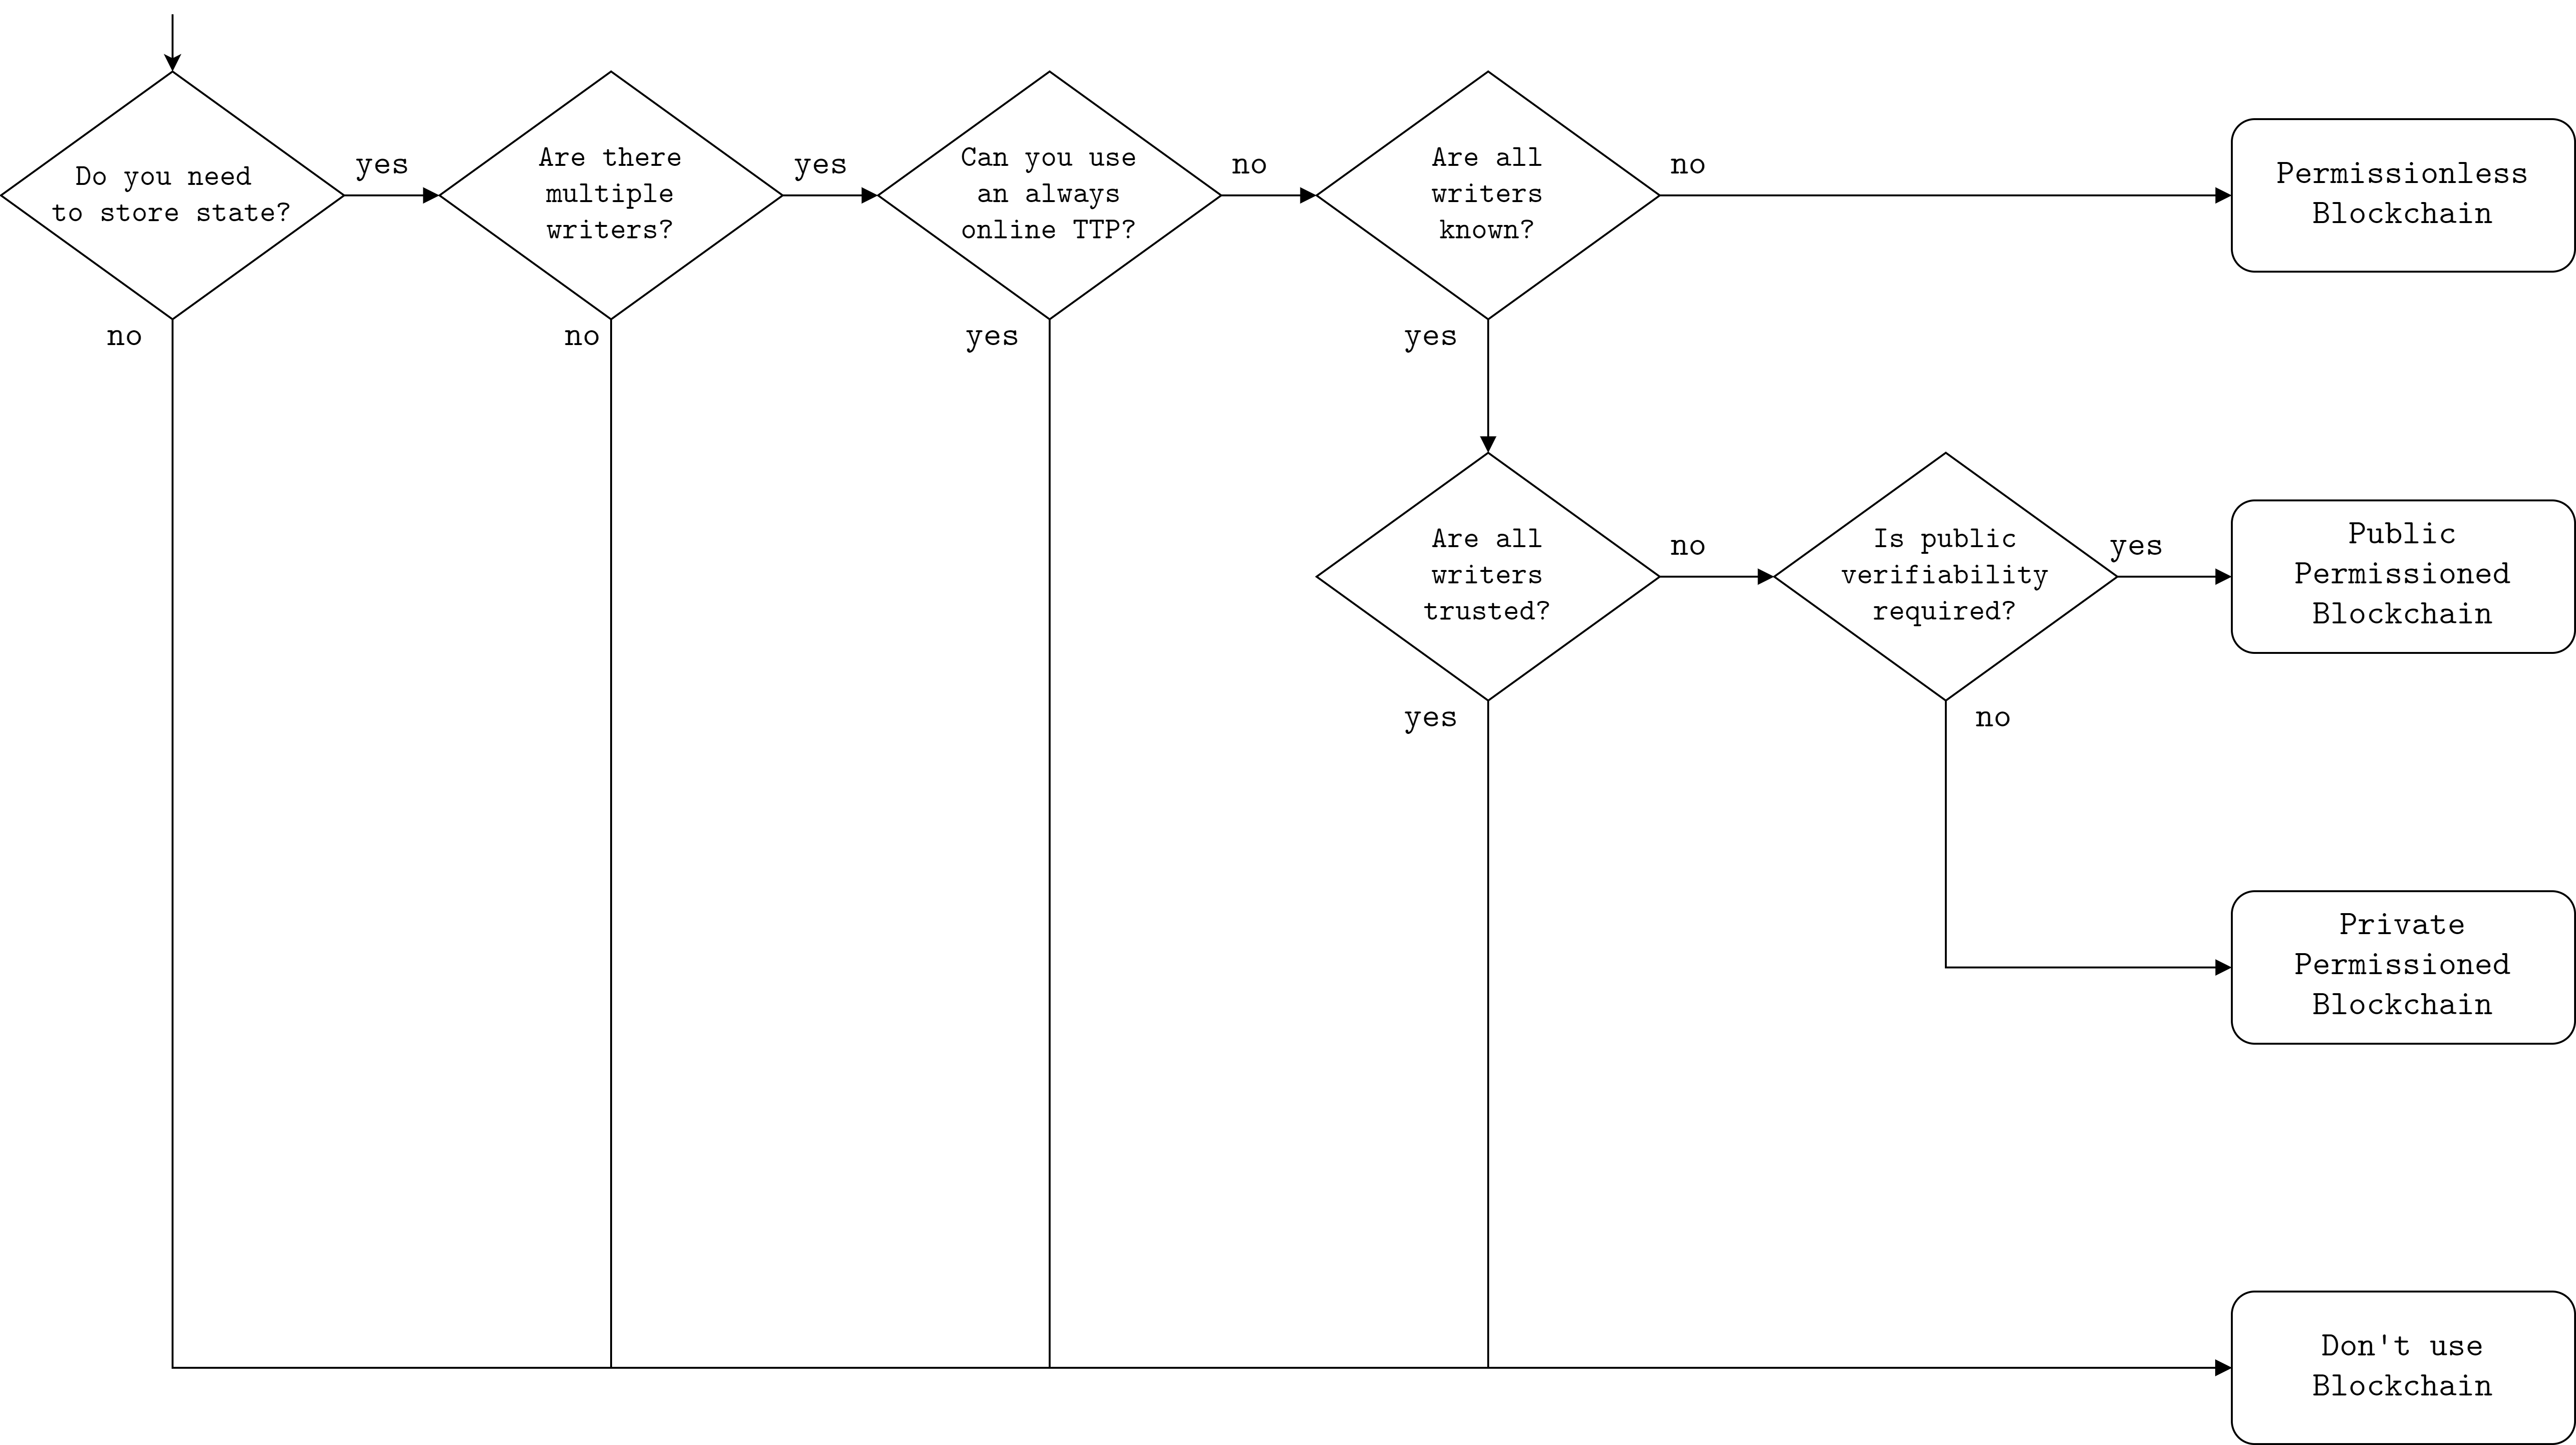 Do you need
to store state?
yes
no
Are there
multiple
writers?
yes
no
Can you use
an always
online TTP?
no
yes
Are all
writers
known?
no
yes
Permissionless
Blockchain
Are all
writers
trusted?
no
yes
Is public
verifiability
required?
yes
no
Public
Permissioned
Blockchain
Private
Permissioned
Blockchain
Don't use
Blockchain